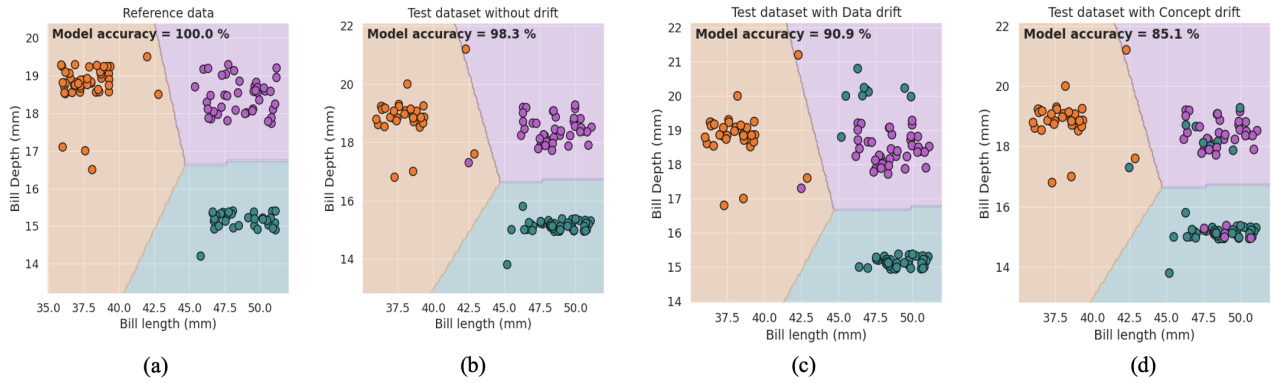 Reference data
Model accuracy = 100.0 %
20
19
18
17
16
15
14
Bill Depth (mm)
35.0 37.5 40.0 42.5 45.0 47.5 50.0
Bill length (mm)
(a)
Test dataset without drift
Model accuracy = 98.3 %
22
21
20
19
18
17
16
15
14
Bill Depth (mm)
37.5 40.0 42.5 45.0 47.5 50.0
Bill length (mm)
(b)
Test dataset with Data drift
Model accuracy = 90.9 %
22
21
20
19
18
17
16
15
14
Bill Depth (mm)
37.5 40.0 42.5 45.0 47.5 50.0
Bill length (mm)
(c)
Test dataset with Concept drift
Model accuracy = 85.1 %
22
20
18
16
14
Bill Depth (mm)
37.5 40.0 42.5 45.0 47.5 50.0
Bill length (mm)
(d)